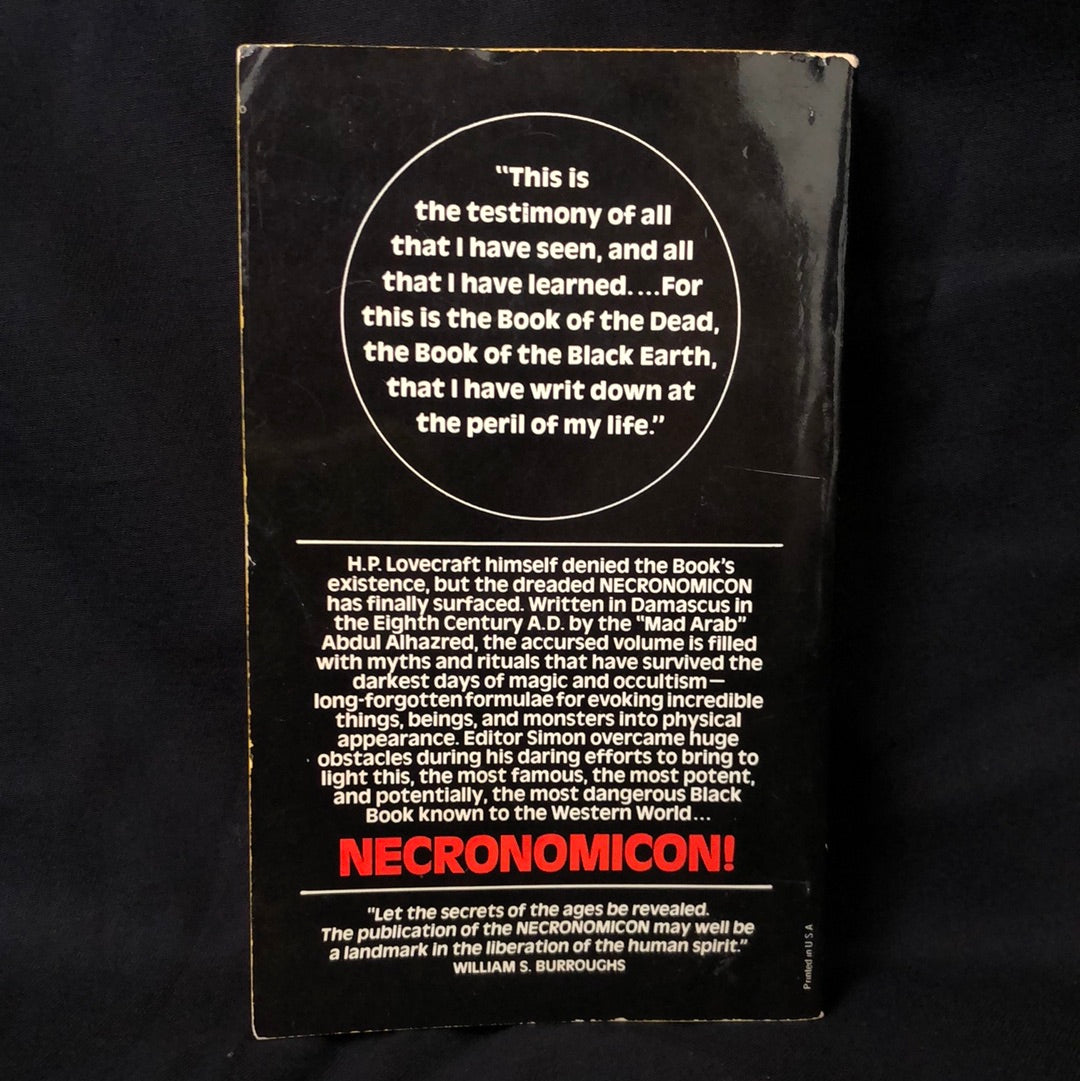 "This is
the testimony of all
that I have seen, and all
that I have learned....For
this is the Book of the Dead,
the Book of the Black Earth,
that I have writ down at
the peril of my life."
H.P. Lovecraft himself denied the Book's
existence, but the dreaded NECRONOMICON
has finally surfaced. Written in Damascus in
the Eighth Century A.D. by the "Mad Arab"
Abdul Alhazred, the accursed volume is filled
with myths and rituals that have survived the
darkest days of magic and occultism—
long-forgotten formulae for evoking incredible
things, beings, and monsters into physical
appearance. Editor Simon overcame huge
obstacles during his daring efforts to bring to
light this, the most famous, the most potent,
and potentially, the most dangerous Black
Book known to the Western World...
NECRONOMICON!
"Let the secrets of the ages be revealed.
The publication of the NECRONOMICON may well be
a landmark in the liberation of the human spirit."
WILLIAM S. BURROUGHS
Printed in U S A